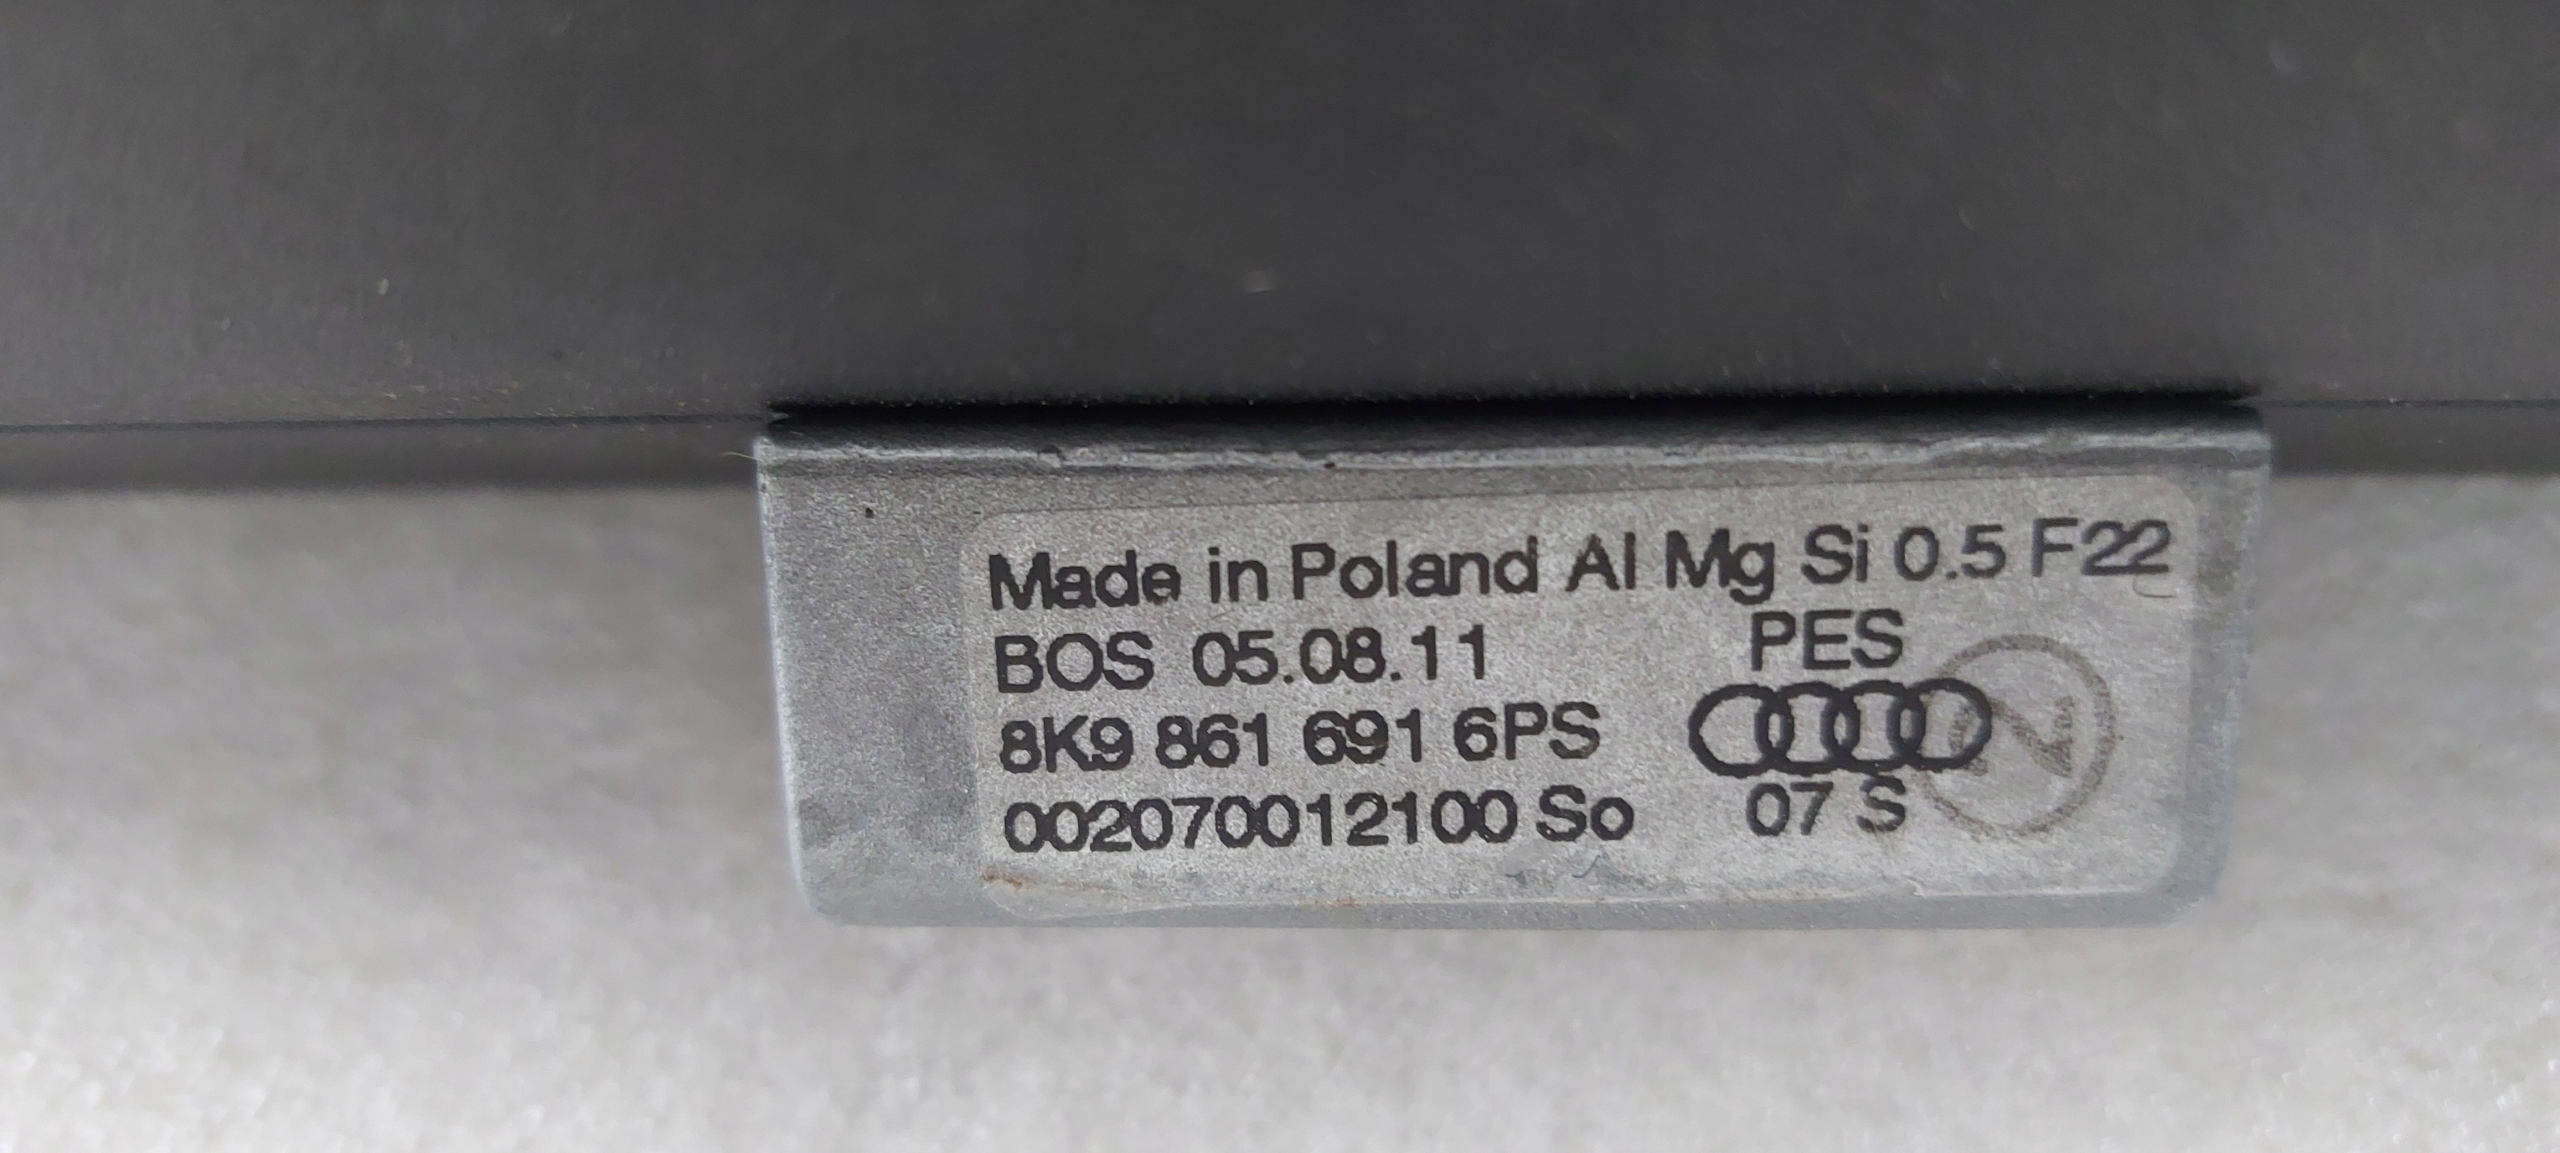 Made in Poland Al Mg Si 0.5 F22
BOS 05.08.11 PES
8K9 861 691 6PS
002070012100 So 07 S